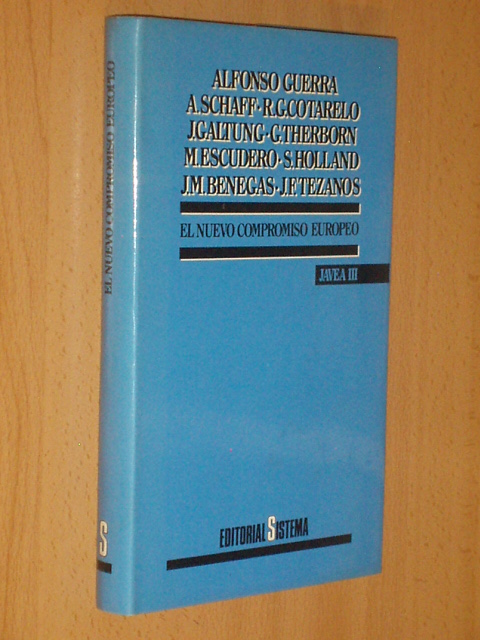 ALFONSO GUERRA
A.SCHAFF·R.G.COTARELO
J.GALTUNG·G.THERBORN
M.ESCUDERO·S.HOLLAND
J.M.BENEGAS·J.F.TEZANOS
EL NUEVO COMPROMISO EUROPEO
JAVEA III
EDITORIAL SISTEMA
EL NUEVO COMPROMISO EUROPEO
S